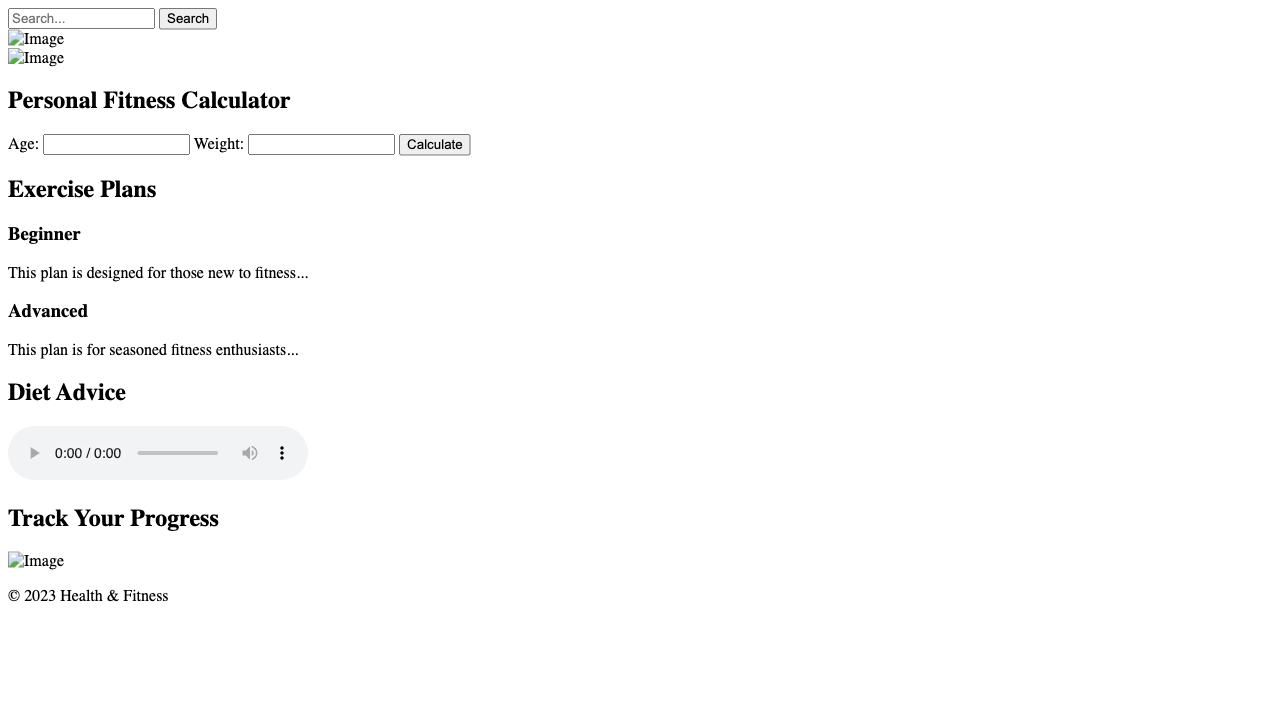 Search... Search
Image
Image
Personal Fitness Calculator
Age: Weight: Calculate
Exercise Plans
Beginner
This plan is designed for those new to fitness...
Advanced
This plan is for seasoned fitness enthusiasts...
Diet Advice
0:00 / 0:00
Track Your Progress
Image
© 2023 Health & Fitness